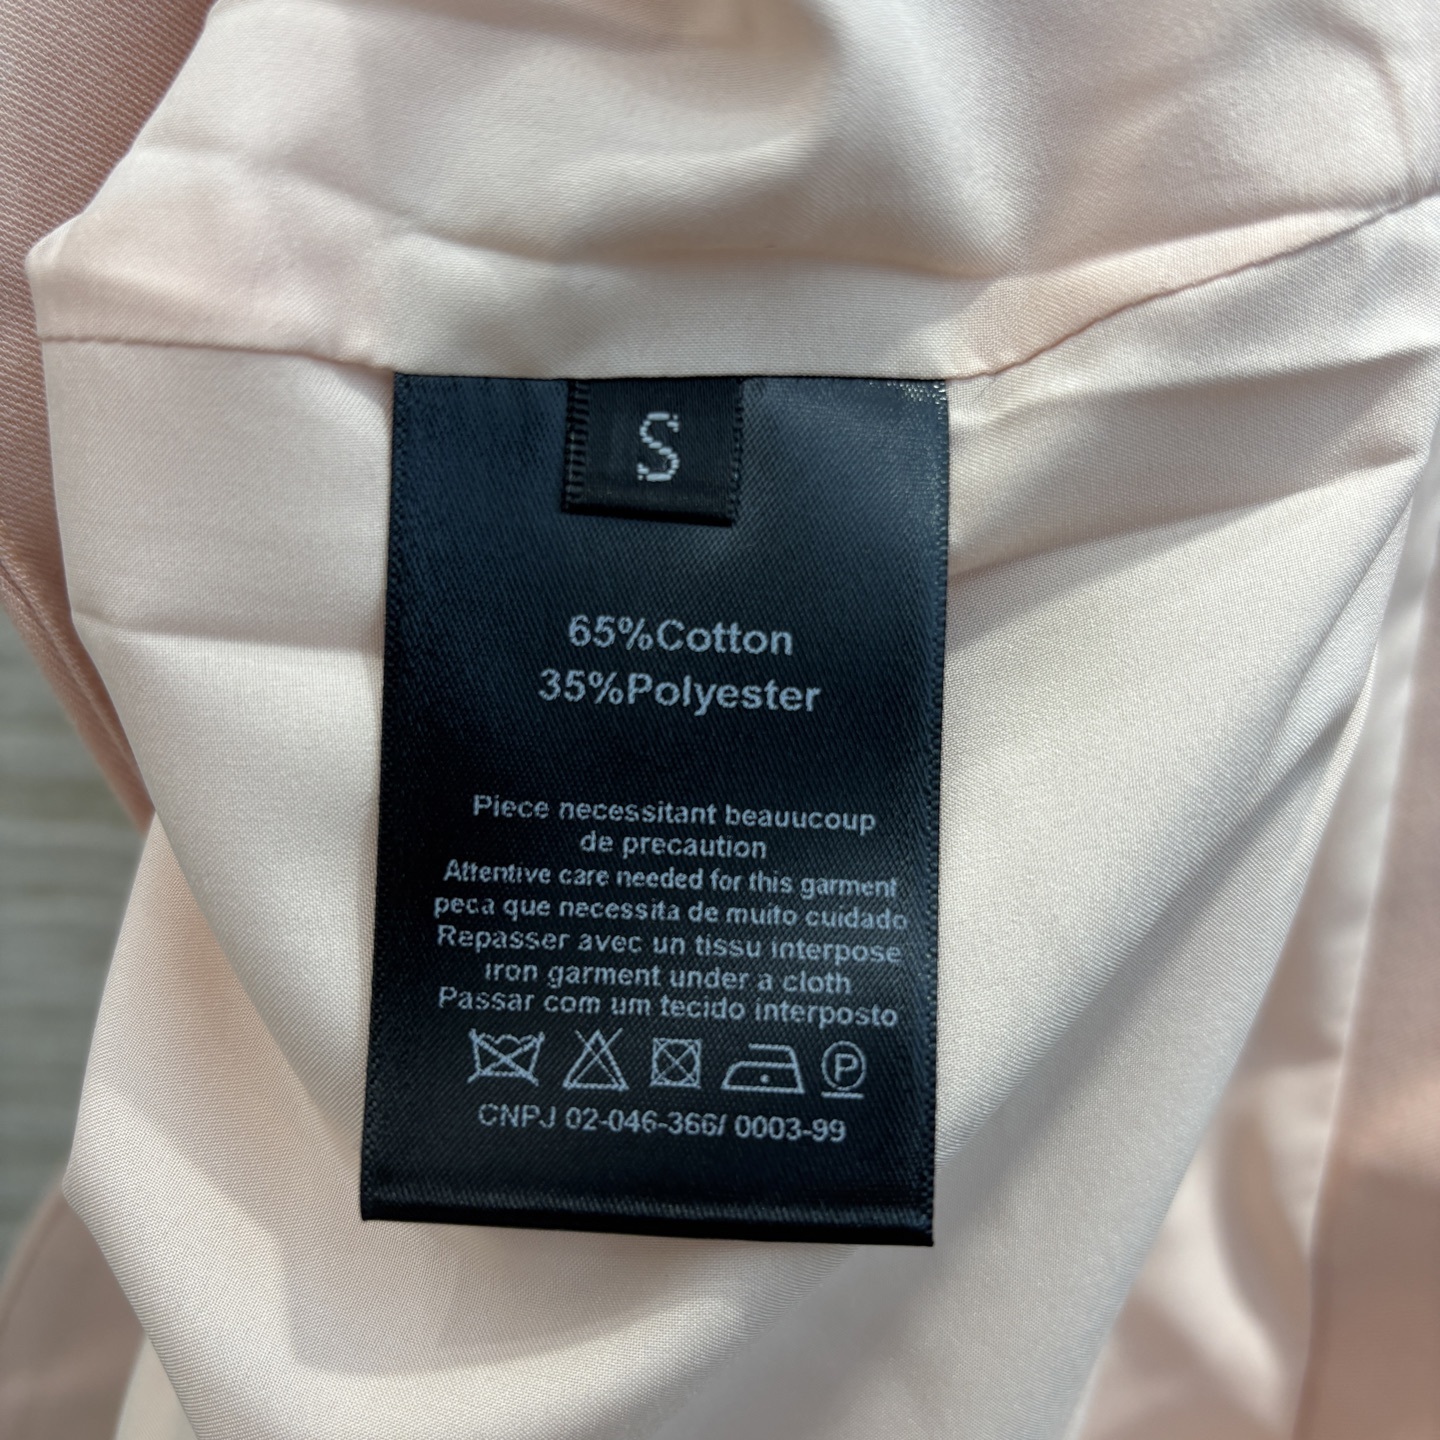 S
65%Cotton
35%Polyester
Piece necessitant beauucoup
de precaution
Attentive care needed for this garment
peca que necessita de muito cuidado
Repasser avec un tissu interpose
iron garment under a cloth
Passar com um tecido interposto
P
CNPJ 02-046-366/ 0003-99